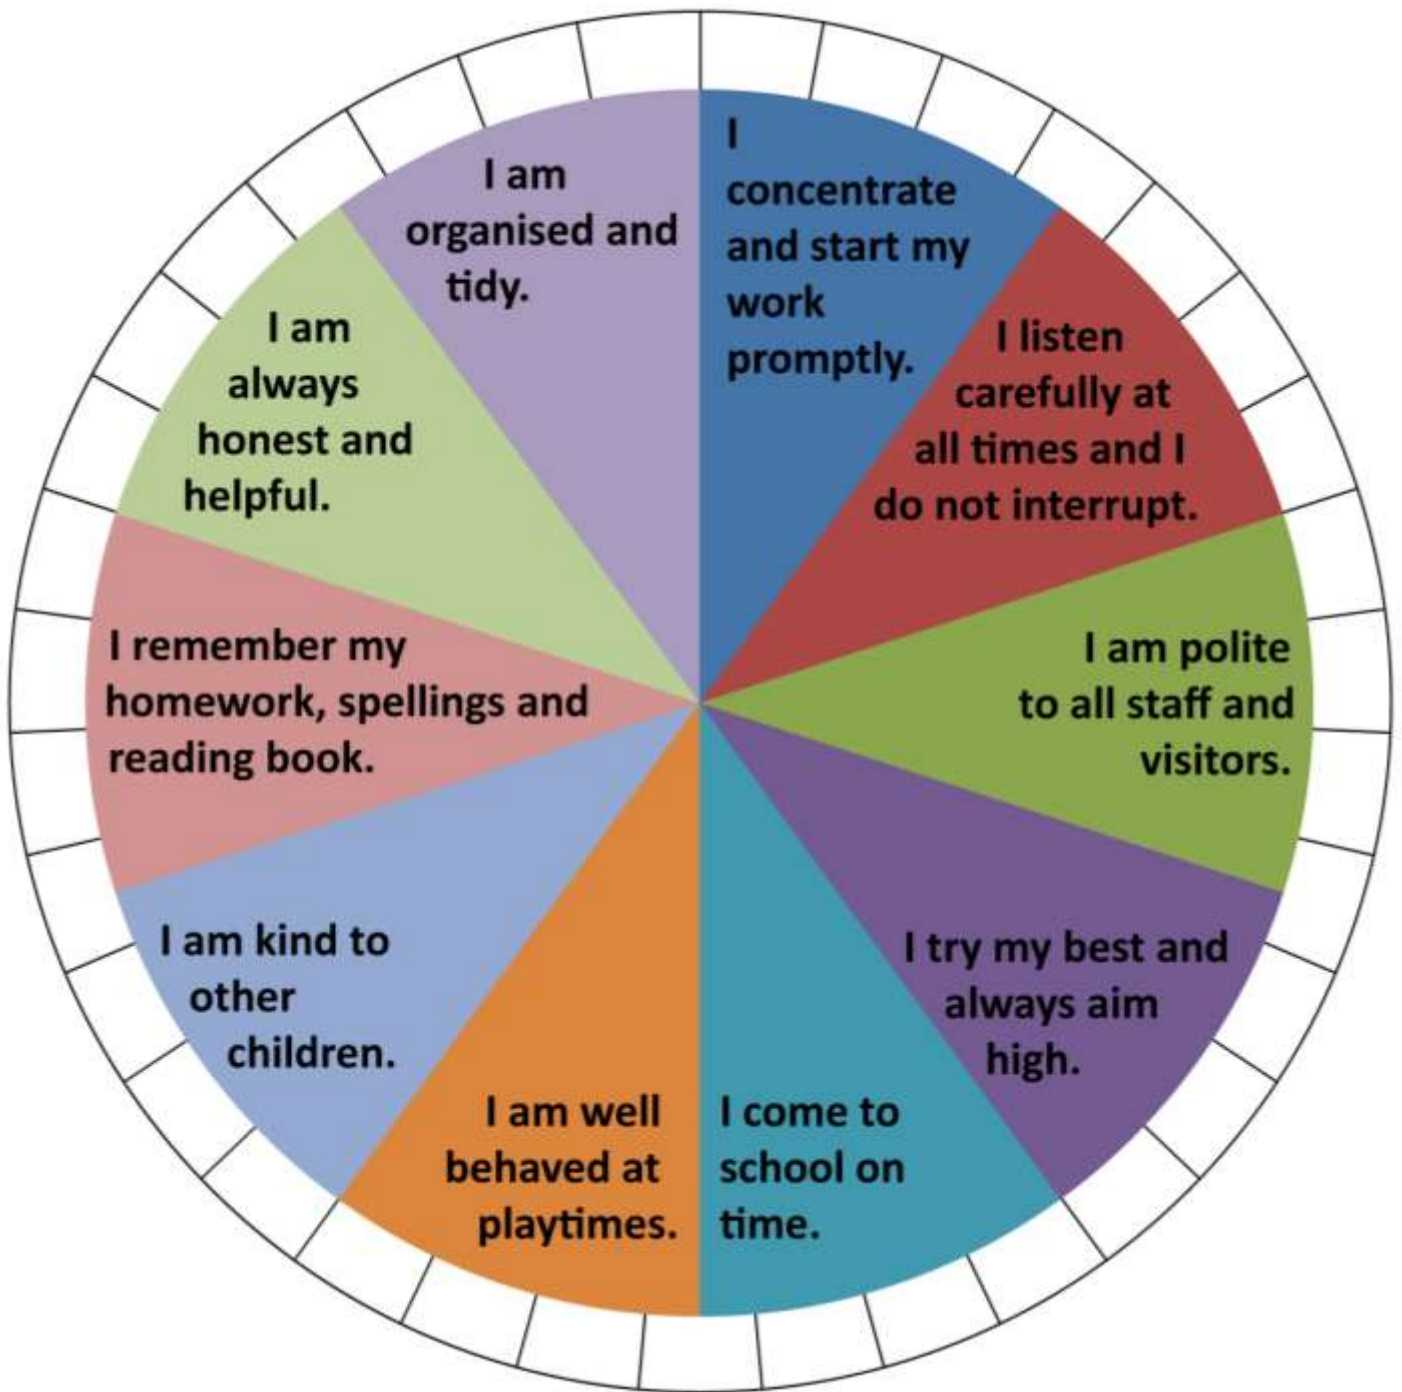 I
concentrate
and start my
work
promptly.
I listen
carefully at
all times and I
do not interrupt.
I am polite
to all staff and
visitors.
I try my best and
always aim
high.
I come to
school on
time.
I am well
behaved at
playtimes.
I am kind to
other
children.
I remember my
homework, spellings and
reading book.
I am
always
honest and
helpful.
I am
organised and
tidy.